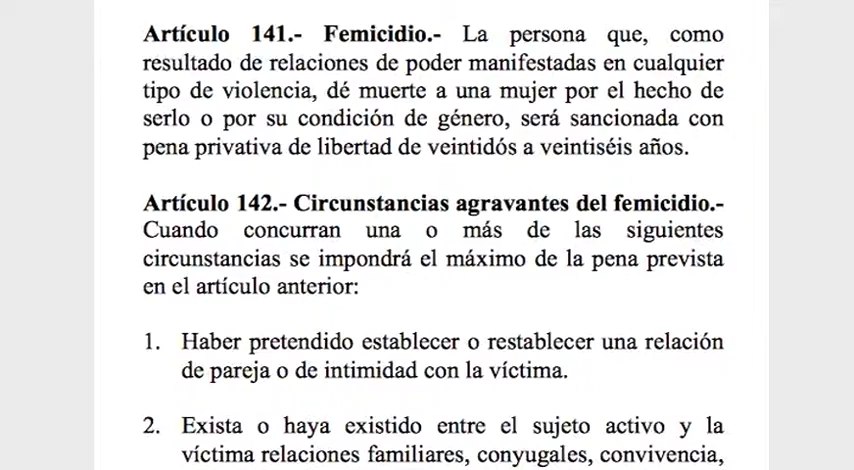 Artículo 141.- Femicidio.- La persona que, como
resultado de relaciones de poder manifestadas en cualquier
tipo de violencia, dé muerte a una mujer por el hecho de
serlo o por su condición de género, será sancionada con
pena privativa de libertad de veintidós a veintiséis años.
Artículo 142.- Circunstancias agravantes del femicidio.-
Cuando concurran una o más de las siguientes
circunstancias se impondrá el máximo de la pena prevista
en el artículo anterior:
1. Haber pretendido establecer o restablecer una relación
de pareja o de intimidad con la víctima.
2. Exista o haya existido entre el sujeto activo y la
víctima relaciones familiares, conyugales, convivencia,